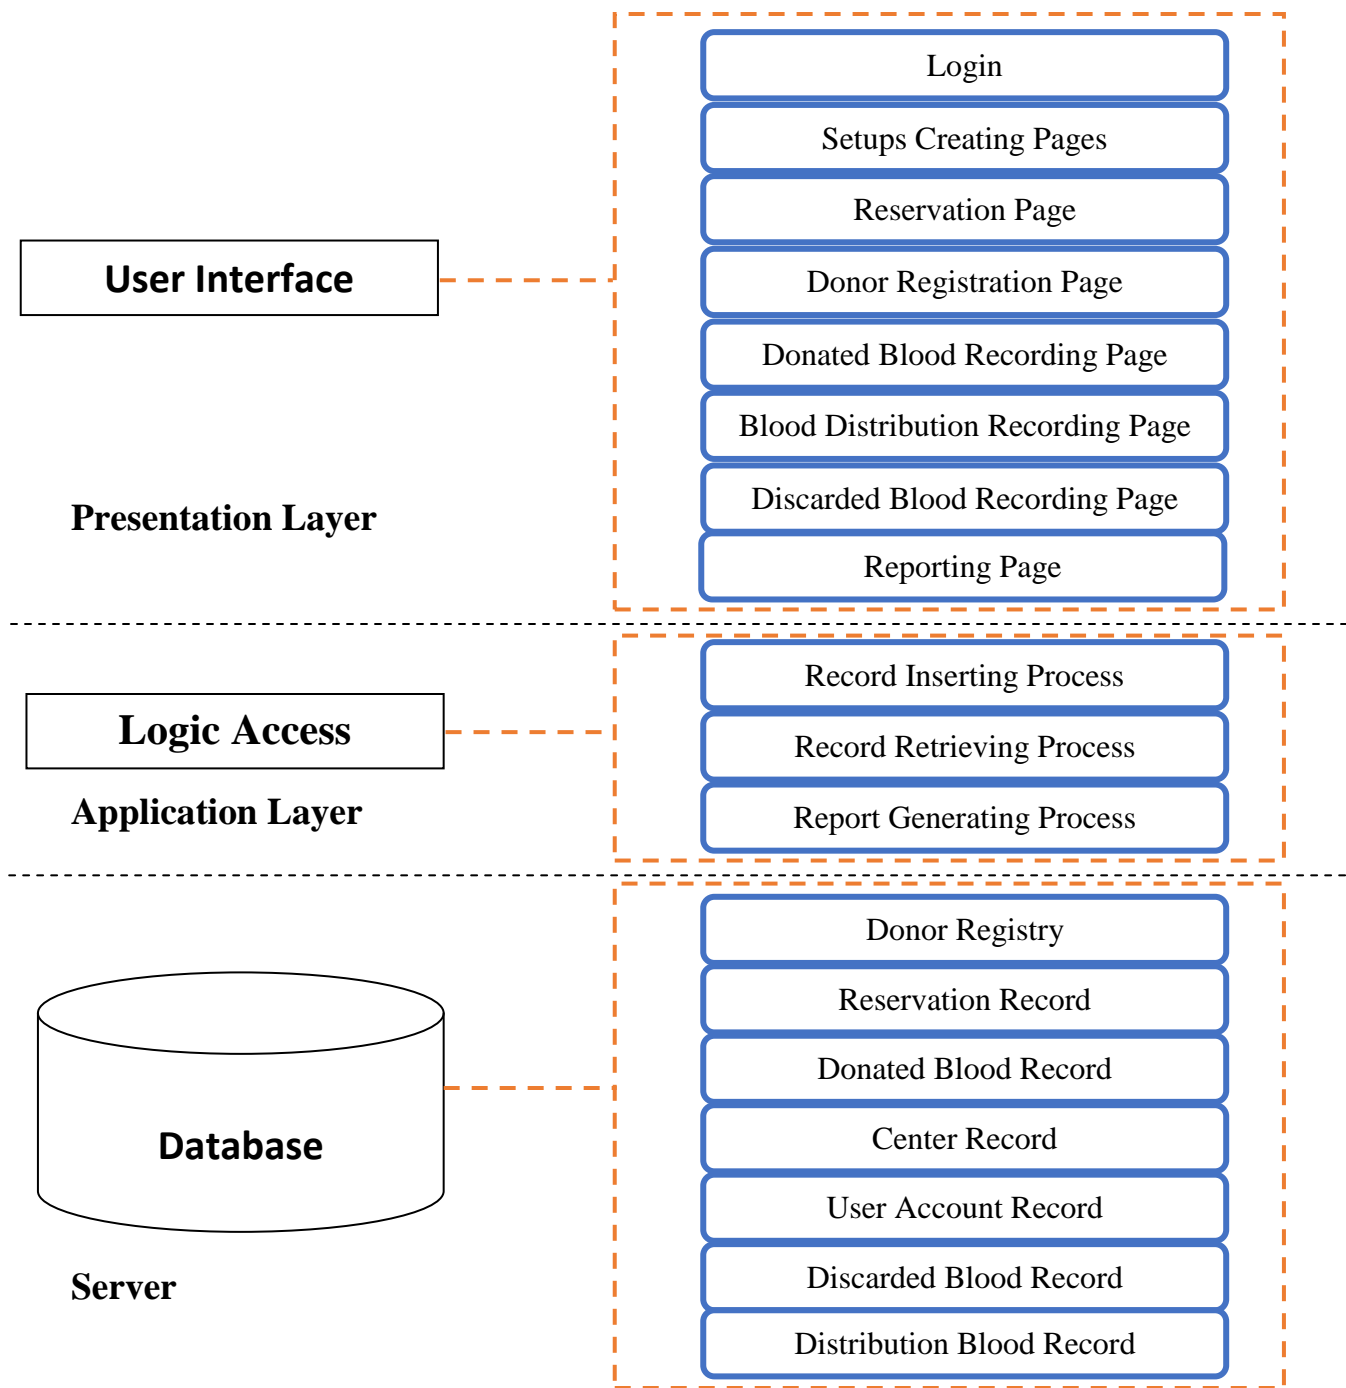 Login
Setups Creating Pages
Reservation Page
User Interface
Donor Registration Page
Donated Blood Recording Page
Blood Distribution Recording Page
Discarded Blood Recording Page
Presentation Layer
Reporting Page
Record Inserting Process
Logic Access
Record Retrieving Process
Application Layer
Report Generating Process
Donor Registry
Reservation Record
Donated Blood Record
Database
Center Record
User Account Record
Discarded Blood Record
Server
Distribution Blood Record